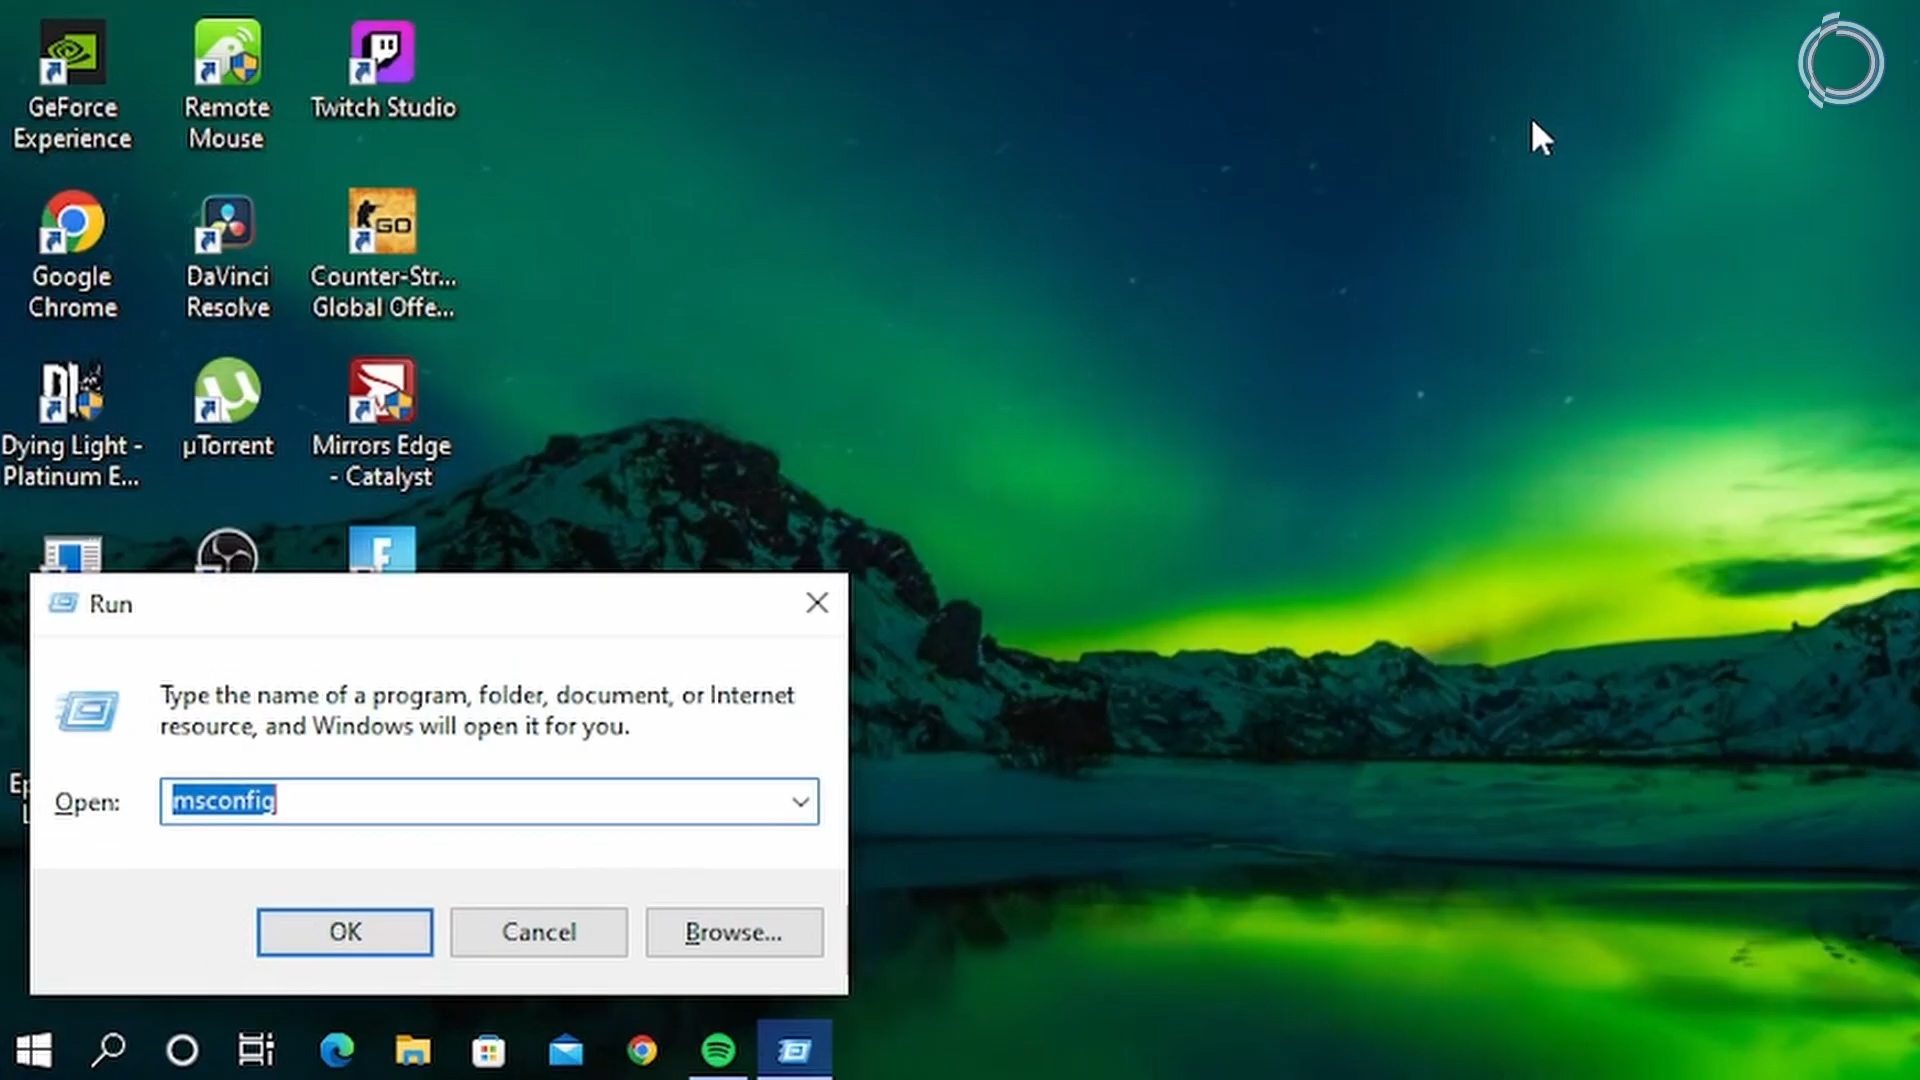 GeForce
Experience
Remote
Mouse
Twitch Studio
Google
Chrome
DaVinci
Resolve
GO
Counter-Str...
Global Offe...
Dying Light -
Platinum E...
µTorrent
Mirrors Edge
- Catalyst
Run
Type the name of a program, folder, document, or Internet
resource, and Windows will open it for you.
Open:
msconfig
OK
Cancel
Browse...